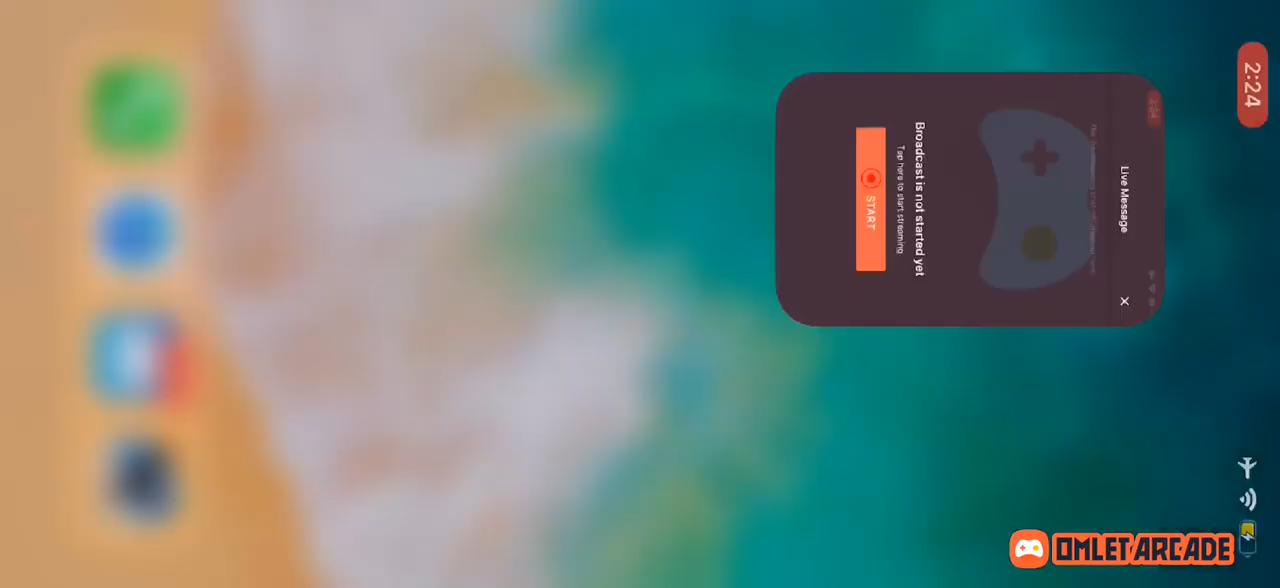 2:24
Live Message
Broadcast is not started yet
Tap here to start streaming
START
OMLET ARCADE